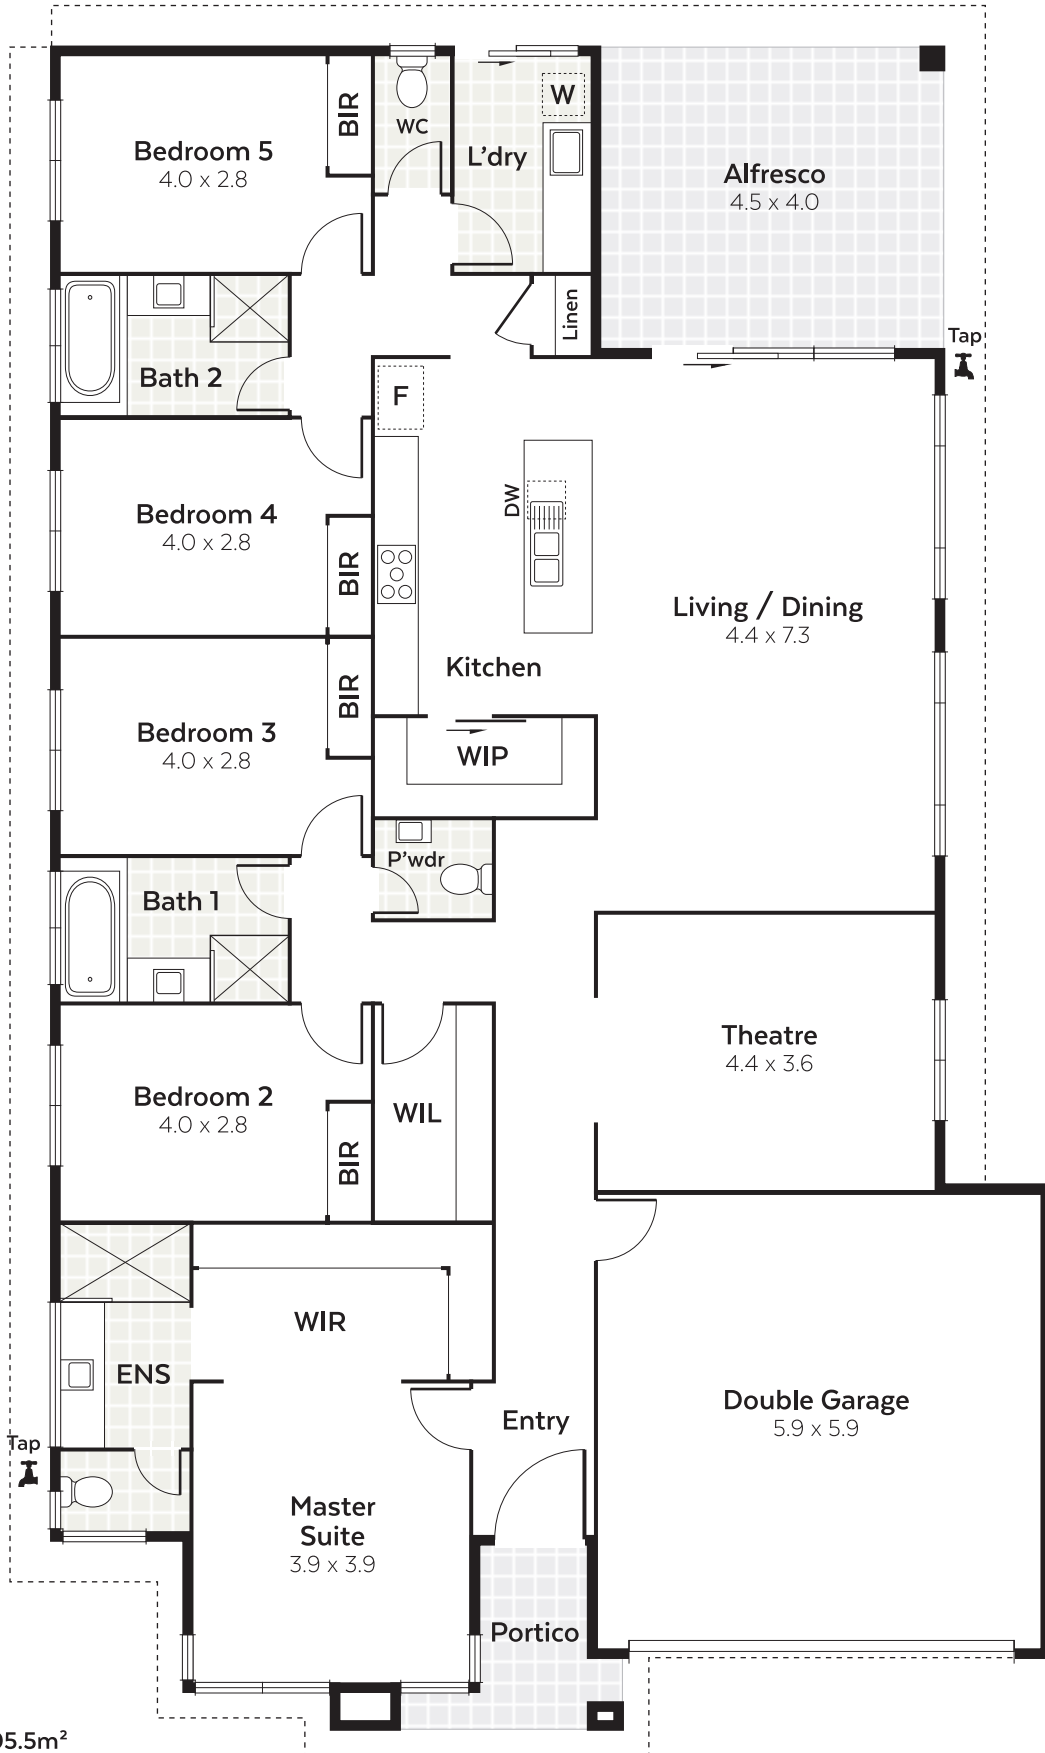 Bedroom 5
4.0 x 2.8
BIR
WC
W
L'dry
Alfresco
4.5 x 4.0
Linen
Tap
Bath 2
F
Bedroom 4
4.0 x 2.8
BIR
DW
Living / Dining
4.4 x 7.3
Kitchen
Bedroom 3
4.0 x 2.8
BIR
WIP
P'wdr
Bath 1
Theatre
4.4 x 3.6
Bedroom 2
4.0 x 2.8
BIR
WIL
WIR
ENS
Entry
Double Garage
5.9 x 5.9
Tap
Master
Suite
3.9 x 3.9
Portico
5.5m²